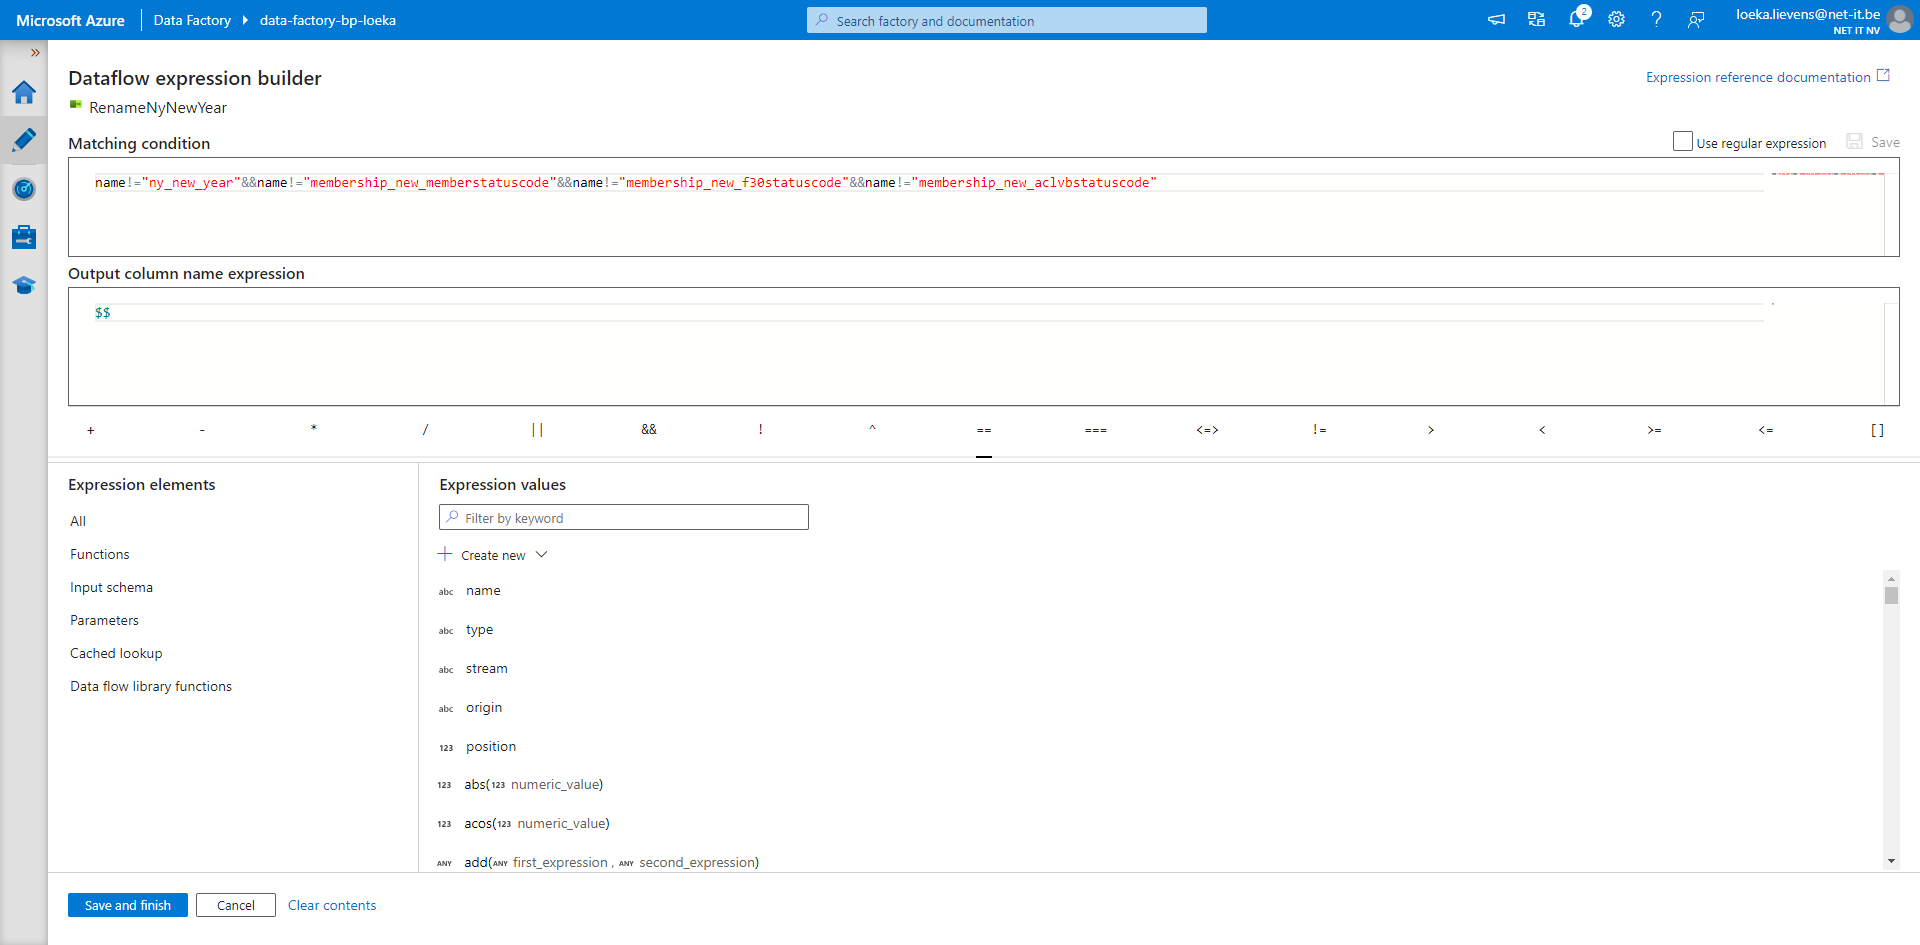 Microsoft Azure
Data Factory
data-factory-bp-loeka
Search factory and documentation
2
loeka.lievens@net-it.be
NET IT NV
»
Dataflow expression builder
Expression reference documentation
RenameNyNewYear
Matching condition
Use regular expression
Save
name!="ny_new_year"&&name!="membership_new_memberstatuscode"&&name!="membership_new_f30statuscode"&&name!="membership_new_aclvbstatuscode"
Output column name expression
$$
+ - * / || && ! ^ == === <=> != > < >= <= []
Expression elements
All
Functions
Input schema
Parameters
Cached lookup
Data flow library functions
Expression values
Filter by keyword
Create new
abc name
abc type
abc stream
abc origin
123 position
123 abs(123 numeric_value)
123 acos(123 numeric_value)
ANY add(ANY first_expression , ANY second_expression)
Save and finish
Cancel
Clear contents